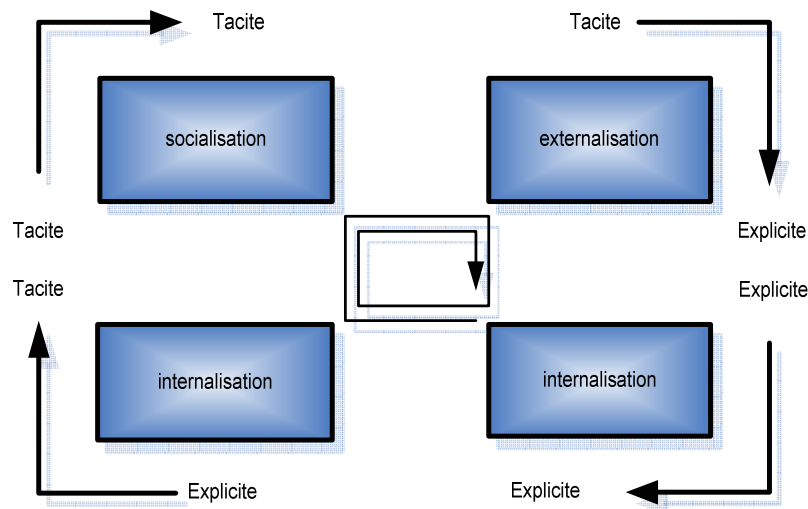 Tacite
Tacite
socialisation
externalisation
Tacite
Explicite
Tacite
Explicite
internalisation
internalisation
Explicite
Explicite